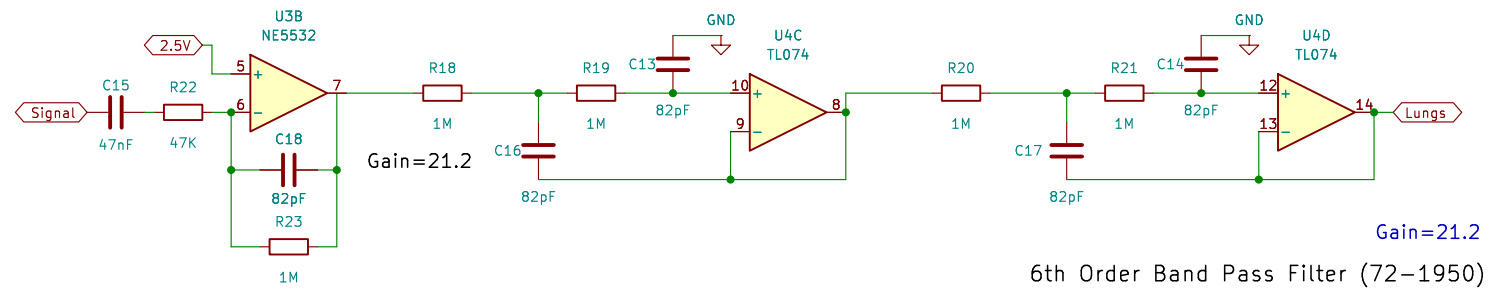 U3B
NE5532
2.5V
5
6
7
C15
47nF
Signal
R22
47K
C18
82pF
R23
1M
Gain=21.2
R18
1M
R19
1M
C13
82pF
GND
C16
82pF
U4C
TL074
10
9
8
R20
1M
R21
1M
C14
82pF
GND
C17
82pF
U4D
TL074
12
13
14
Lungs
Gain=21.2
6th Order Band Pass Filter (72-1950)